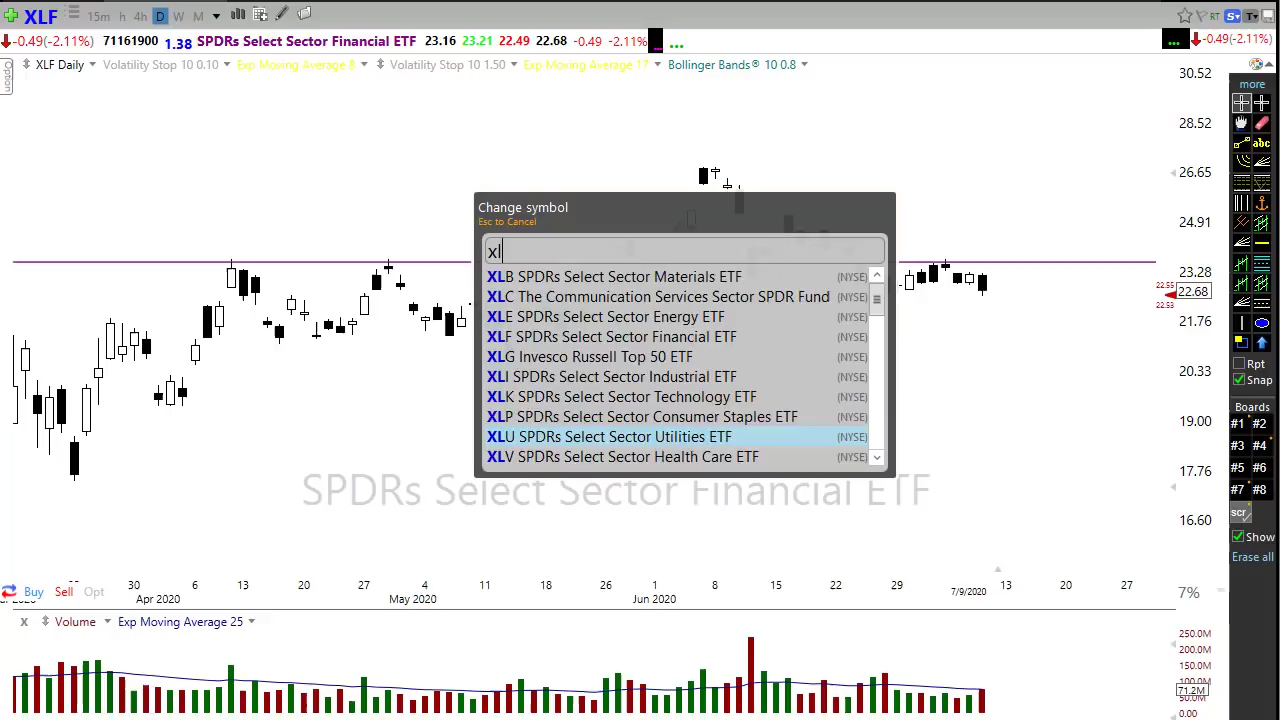 XLF 15m h 4h D W M RT S T
-0.49(-2.11%) 71161900 1.38 SPDRs Select Sector Financial ETF 23.16 23.21 22.49 22.68 -0.49 -2.11% ... ... -0.49(-2.11%)
Option XLF Daily Volatility Stop 10 0.10 Exp Moving Average 8 Volatility Stop 10 1.50 Exp Moving Average 17 Bollinger Bands® 10 0.8
30.52
more
28.52
abc
26.65
24.91
23.28
22.55
22.68
22.53
21.76
20.33
19.00
17.76
16.60
Change symbol
Esc to Cancel
xl
XLB SPDRs Select Sector Materials ETF (NYSE)
XLC The Communication Services Sector SPDR Fund (NYSE)
XLE SPDRs Select Sector Energy ETF (NYSE)
XLF SPDRs Select Sector Financial ETF (NYSE)
XLG Invesco Russell Top 50 ETF (NYSE)
XLI SPDRs Select Sector Industrial ETF (NYSE)
XLK SPDRs Select Sector Technology ETF (NYSE)
XLP SPDRs Select Sector Consumer Staples ETF (NYSE)
XLU SPDRs Select Sector Utilities ETF (NYSE)
XLV SPDRs Select Sector Health Care ETF (NYSE)
SPDRs Select Sector Financial ETF
Rpt
Snap
Boards
#1 #2
#3 #4
#5 #6
#7 #8
scr
Show
Erase all
30 6 13 20 27 4 11 18 26 1 8 15 22 29 13 20 27
Buy Sell Opt
Apr 2020 May 2020 Jun 2020 7/9/2020 7%
X Volume Exp Moving Average 25
250.0M
200.0M
150.0M
100.0M
71.2M
50.0M
0.00